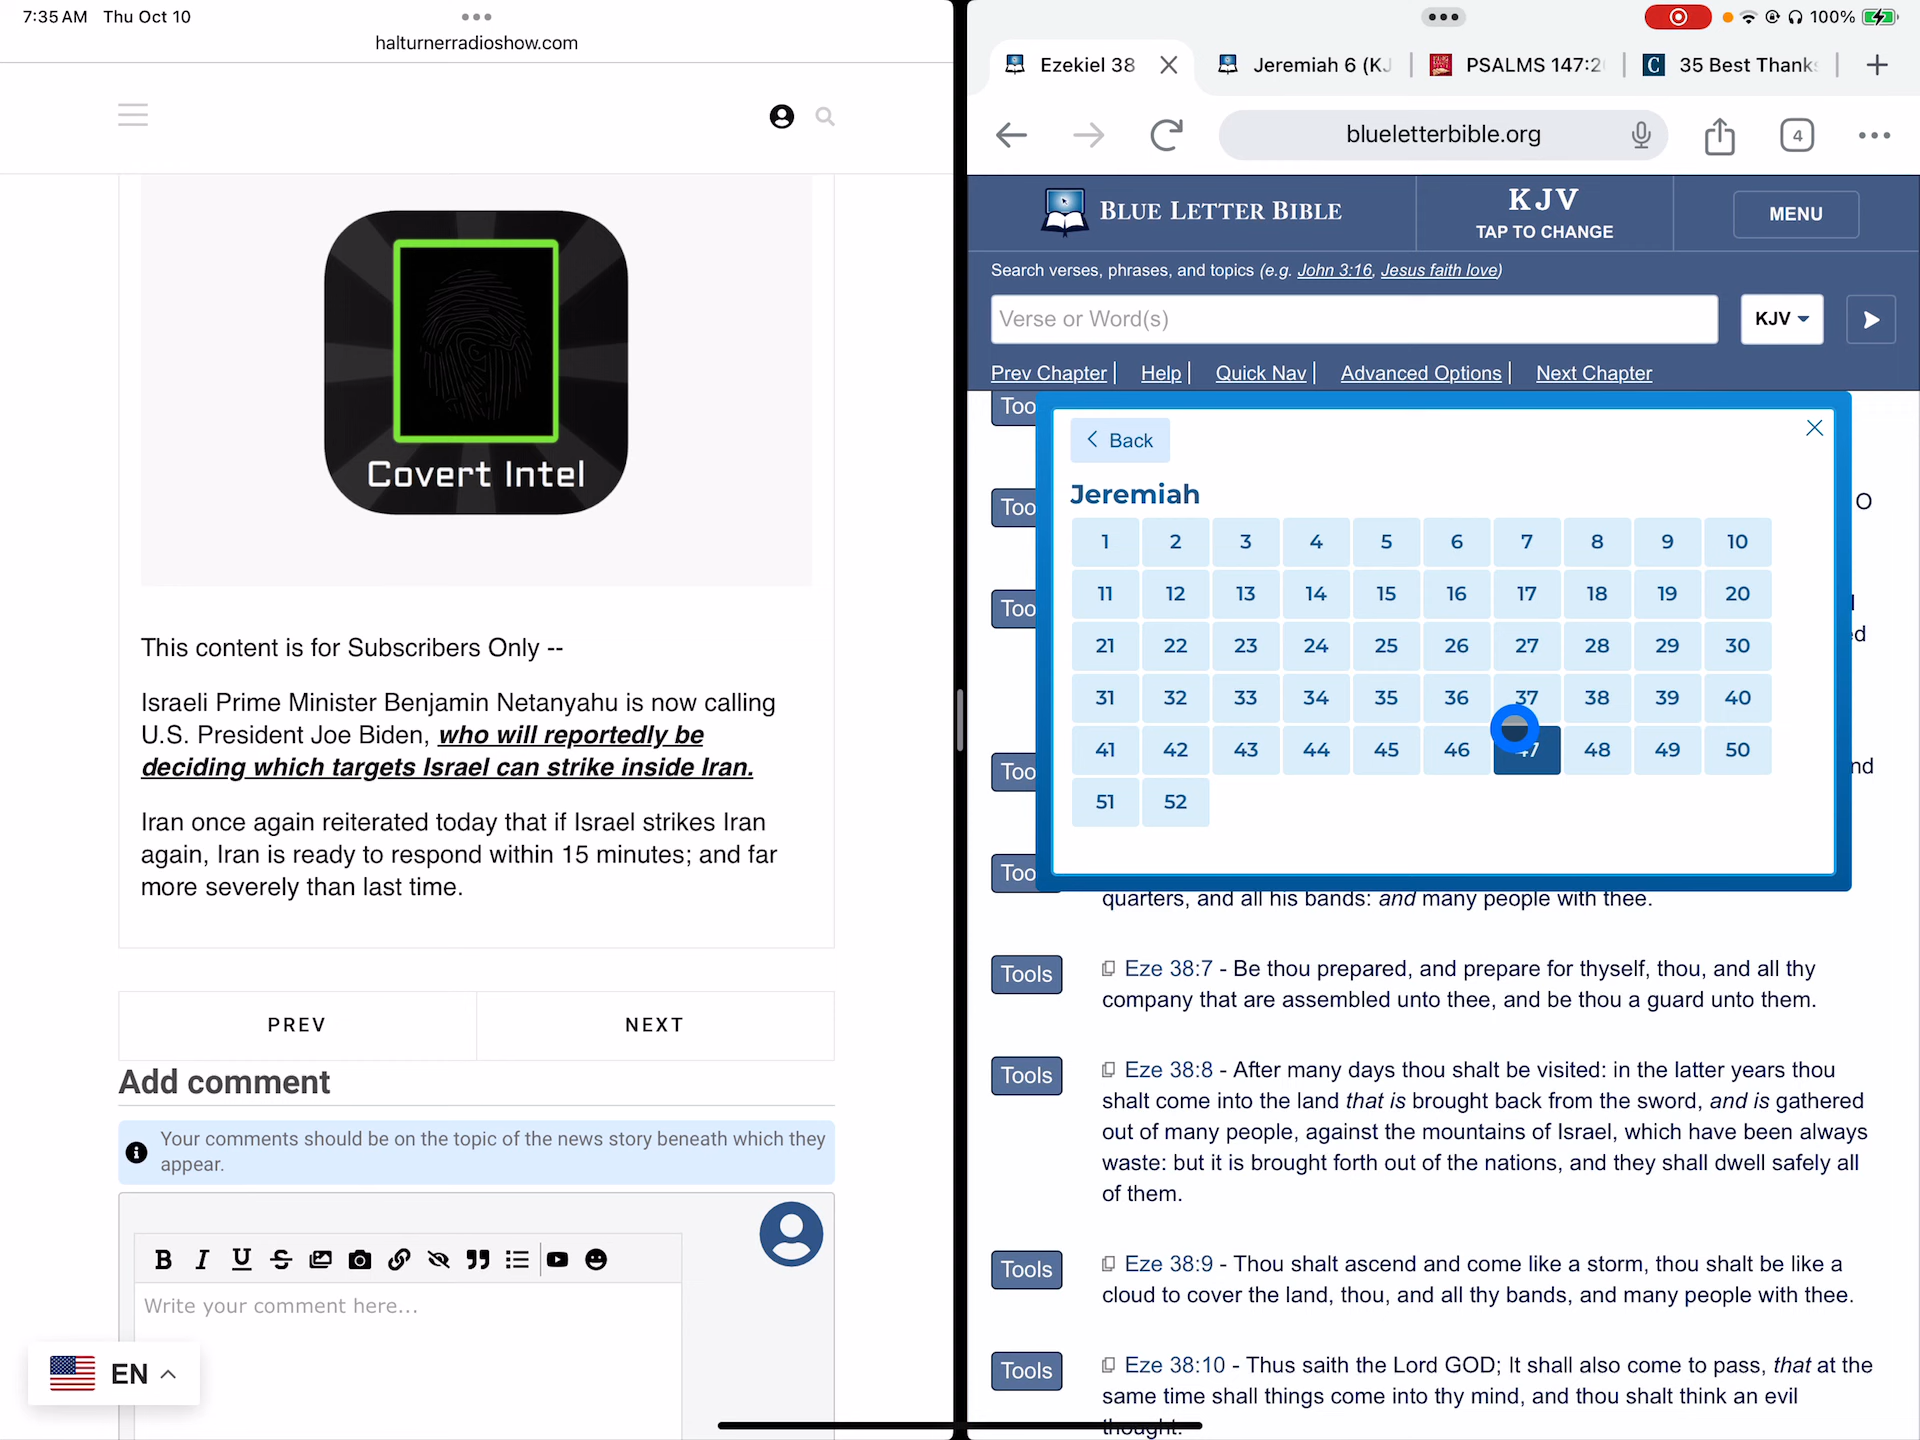 7:35 AM Thu Oct 10
halturnerradioshow.com
Covert Intel
This content is for Subscribers Only --
Israeli Prime Minister Benjamin Netanyahu is now calling
U.S. President Joe Biden, who will reportedly be
deciding which targets Israel can strike inside Iran.
Iran once again reiterated today that if Israel strikes Iran
again, Iran is ready to respond within 15 minutes; and far
more severely than last time.
PREV NEXT
Add comment
Your comments should be on the topic of the news story beneath which they
appear.
B I U S
Write your comment here...
EN
100%
Ezekiel 38 Jeremiah 6 (KJ PSALMS 147:2 C 35 Best Thank
blueletterbible.org
4
BLUE LETTER BIBLE
KJV
TAP TO CHANGE
MENU
Search verses, phrases, and topics (e.g. John 3:16, Jesus faith love)
Verse or Word(s)
KJV
Prev Chapter | Help | Quick Nav | Advanced Options | Next Chapter
Too
Back
Jeremiah
Too O
1 2 3 4 5 6 7 8 9 10
11 12 13 14 15 16 17 18 19 20
Too
ed
21 22 23 24 25 26 27 28 29 30
31 32 33 34 35 36 37 38 39 40
41 42 43 44 45 46 47 48 49 50
Too nd
51 52
Too
quarters, and all his bands: and many people with thee.
Tools
Eze 38:7 - Be thou prepared, and prepare for thyself, thou, and all thy
company that are assembled unto thee, and be thou a guard unto them.
Tools
Eze 38:8 - After many days thou shalt be visited: in the latter years thou
shalt come into the land that is brought back from the sword, and is gathered
out of many people, against the mountains of Israel, which have been always
waste: but it is brought forth out of the nations, and they shall dwell safely all
of them.
Tools
Eze 38:9 - Thou shalt ascend and come like a storm, thou shalt be like a
cloud to cover the land, thou, and all thy bands, and many people with thee.
Tools
Eze 38:10 - Thus saith the Lord GOD; It shall also come to pass, that at the
same time shall things come into thy mind, and thou shalt think an evil
thought: